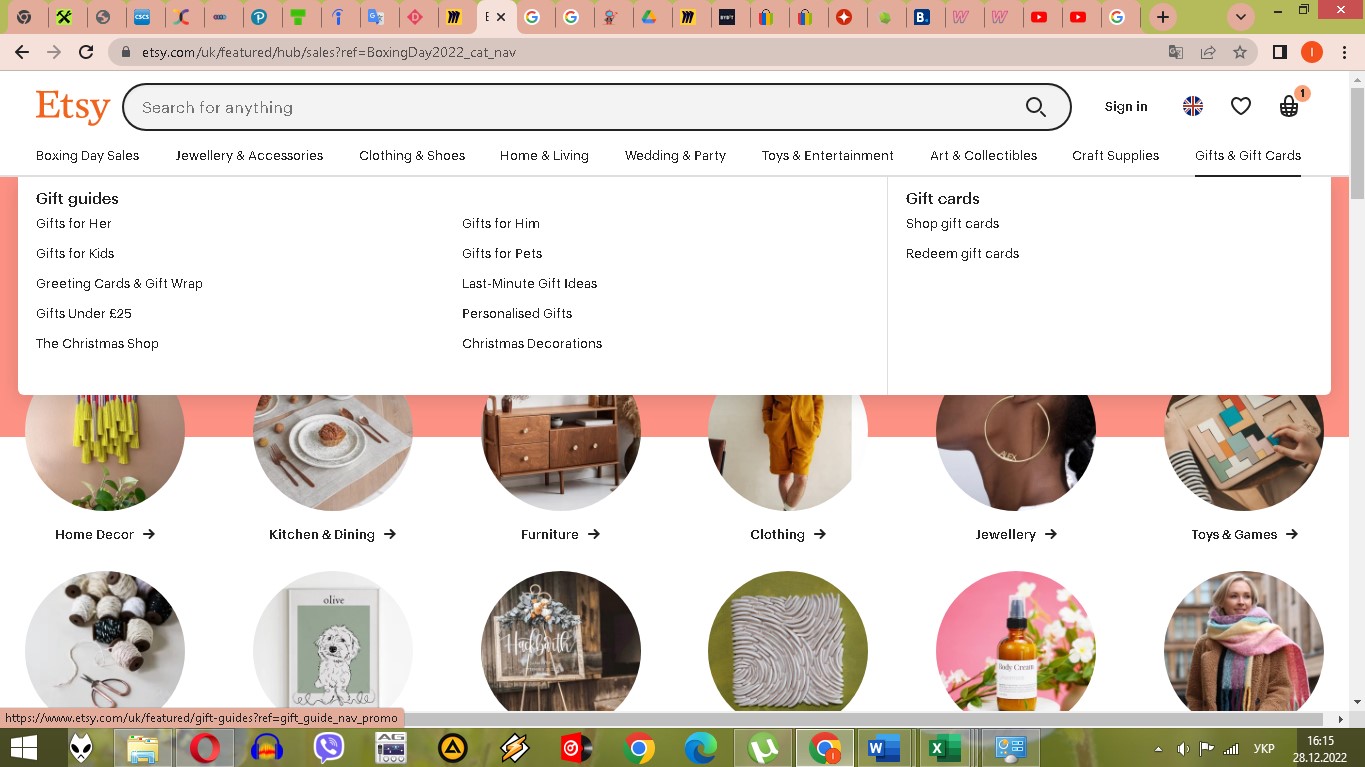 etsy.com/uk/featured/hub/sales?ref=BoxingDay2022_cat_nav
Etsy
Search for anything
Sign in
1
Boxing Day Sales
Jewellery & Accessories
Clothing & Shoes
Home & Living
Wedding & Party
Toys & Entertainment
Art & Collectibles
Craft Supplies
Gifts & Gift Cards
Gift guides
Gifts for Her
Gifts for Kids
Greeting Cards & Gift Wrap
Gifts Under £25
The Christmas Shop
Gifts for Him
Gifts for Pets
Last-Minute Gift Ideas
Personalised Gifts
Christmas Decorations
Gift cards
Shop gift cards
Redeem gift cards
ALEX
Home Decor
Kitchen & Dining
Furniture
Clothing
Jewellery
Toys & Games
olive
Body Cream
https://www.etsy.com/uk/featured/gift-guides?ref=gift_guide_nav_promo
УКР
16:15
28.12.2022